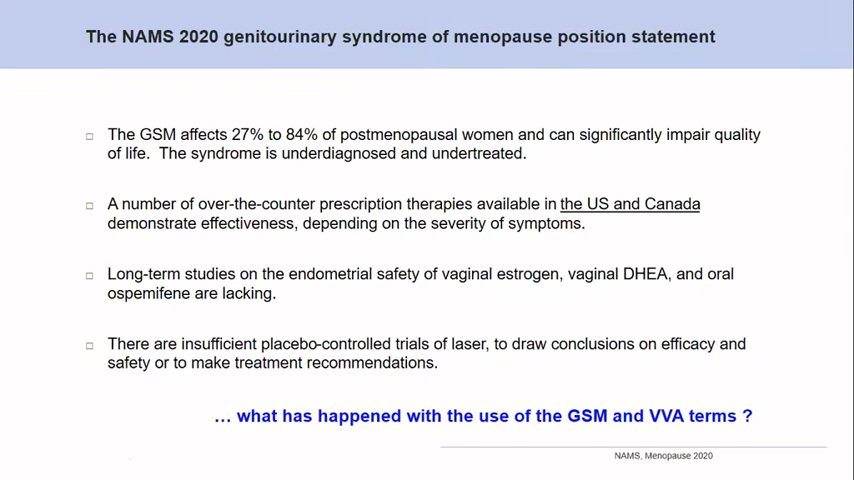 The NAMS 2020 genitourinary syndrome of menopause position statement
The GSM affects 27% to 84% of postmenopausal women and can significantly impair quality
of life. The syndrome is underdiagnosed and undertreated.
A number of over-the-counter prescription therapies available in the US and Canada
demonstrate effectiveness, depending on the severity of symptoms.
Long-term studies on the endometrial safety of vaginal estrogen, vaginal DHEA, and oral
ospemifene are lacking.
There are insufficient placebo-controlled trials of laser, to draw conclusions on efficacy and
safety or to make treatment recommendations.
… what has happened with the use of the GSM and VVA terms ?
NAMS, Menopause 2020